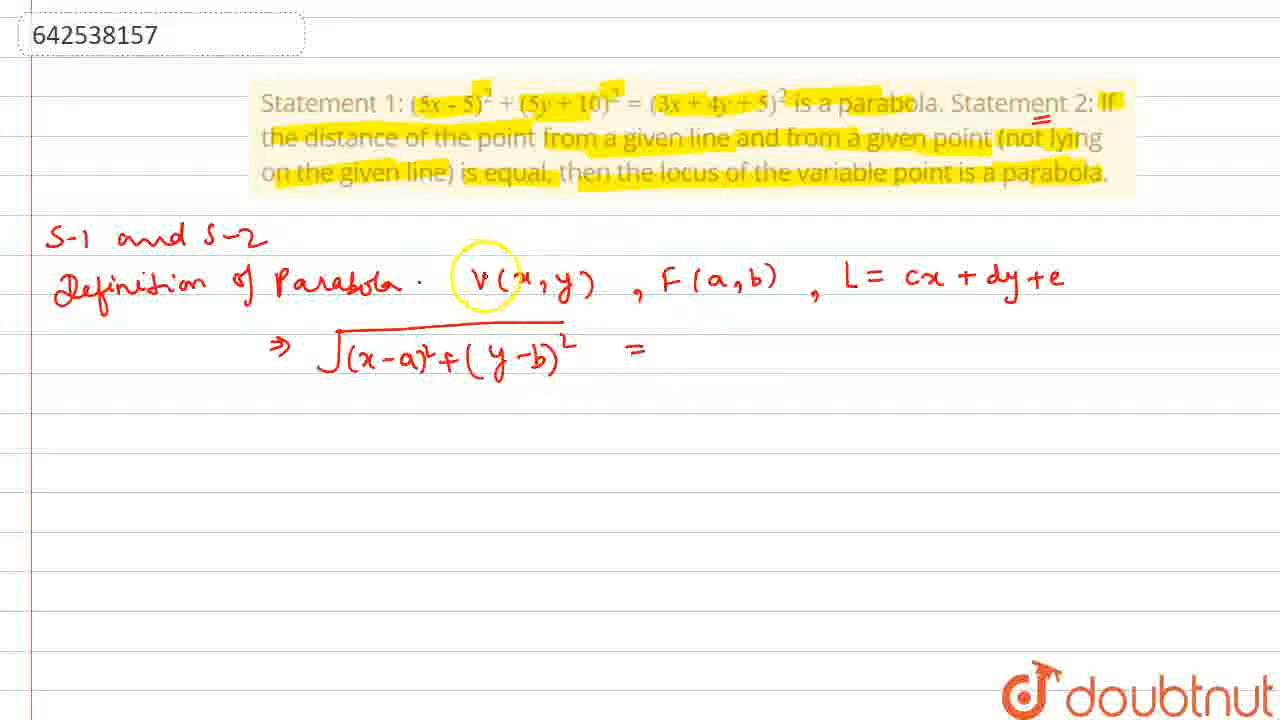 642538157
Statement 1: (5x - 5)² + (5y + 10)² = (3x + 4y + 5)² is a parabola. Statement 2: If
the distance of the point from a given line and from a given point (not lying
on the given line) is equal, then the locus of the variable point is a parabola.
S-1 and S-2
Definition of Parabola. V(x,y), F(a,b), L= cx + dy + e
⇒ √(x-a)²+(y-b)² =
doubtnut